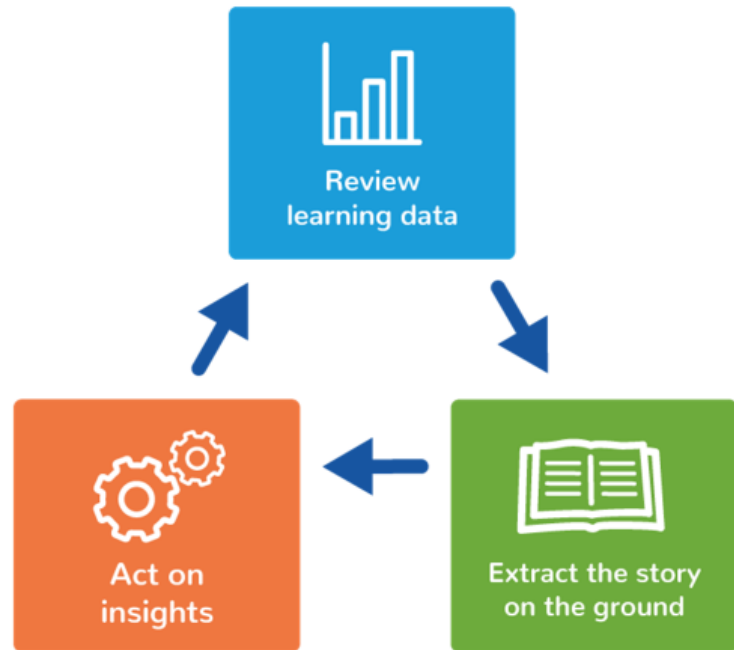 Review
learning data
Extract the story
on the ground
Act on
insights